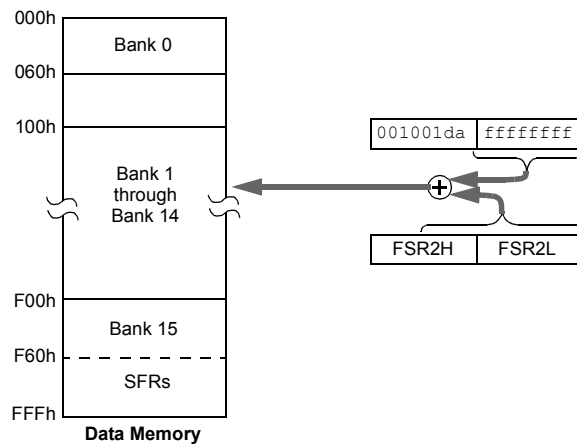 000h
Bank 0
060h
100h
001001da ffffffff
Bank 1
through
Bank 14
FSR2H FSR2L
F00h
Bank 15
F60h
SFRs
FFFh
Data Memory